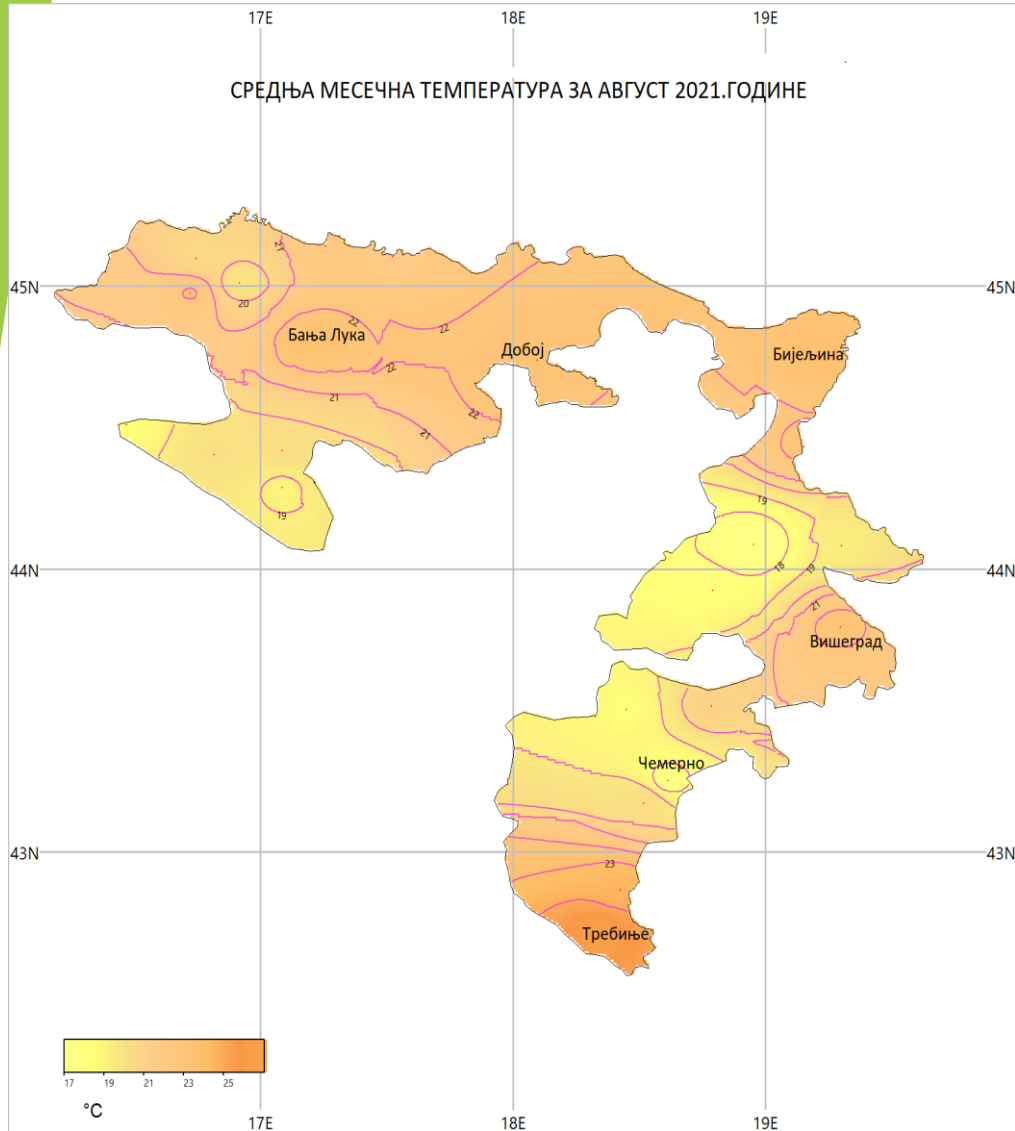 17E 18E 19E
СРЕДЊА МЕСЕЧНА ТЕМПЕРАТУРА ЗА АВГУСТ 2021.ГОДИНЕ
21
45N 45N
20
22
22
Бања Лука
Добој
Бијељина
22
21
22
21
19
19
18
19
44N 44N
21
Вишеград
Чемерно
43N 43N
23
Требиње
17 19 21 23 25
°C
17E 18E 19E